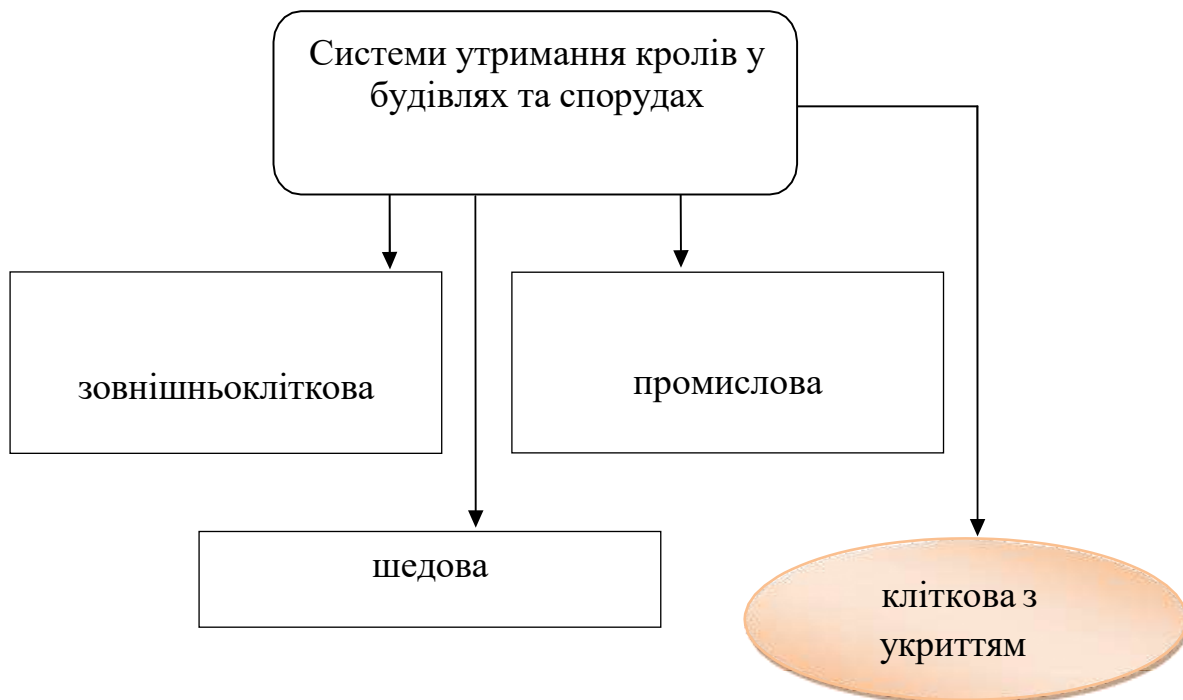 Системи утримання кролів у
будівлях та спорудах
зовнішньокліткова
промислова
шедова
кліткова з
укриттям